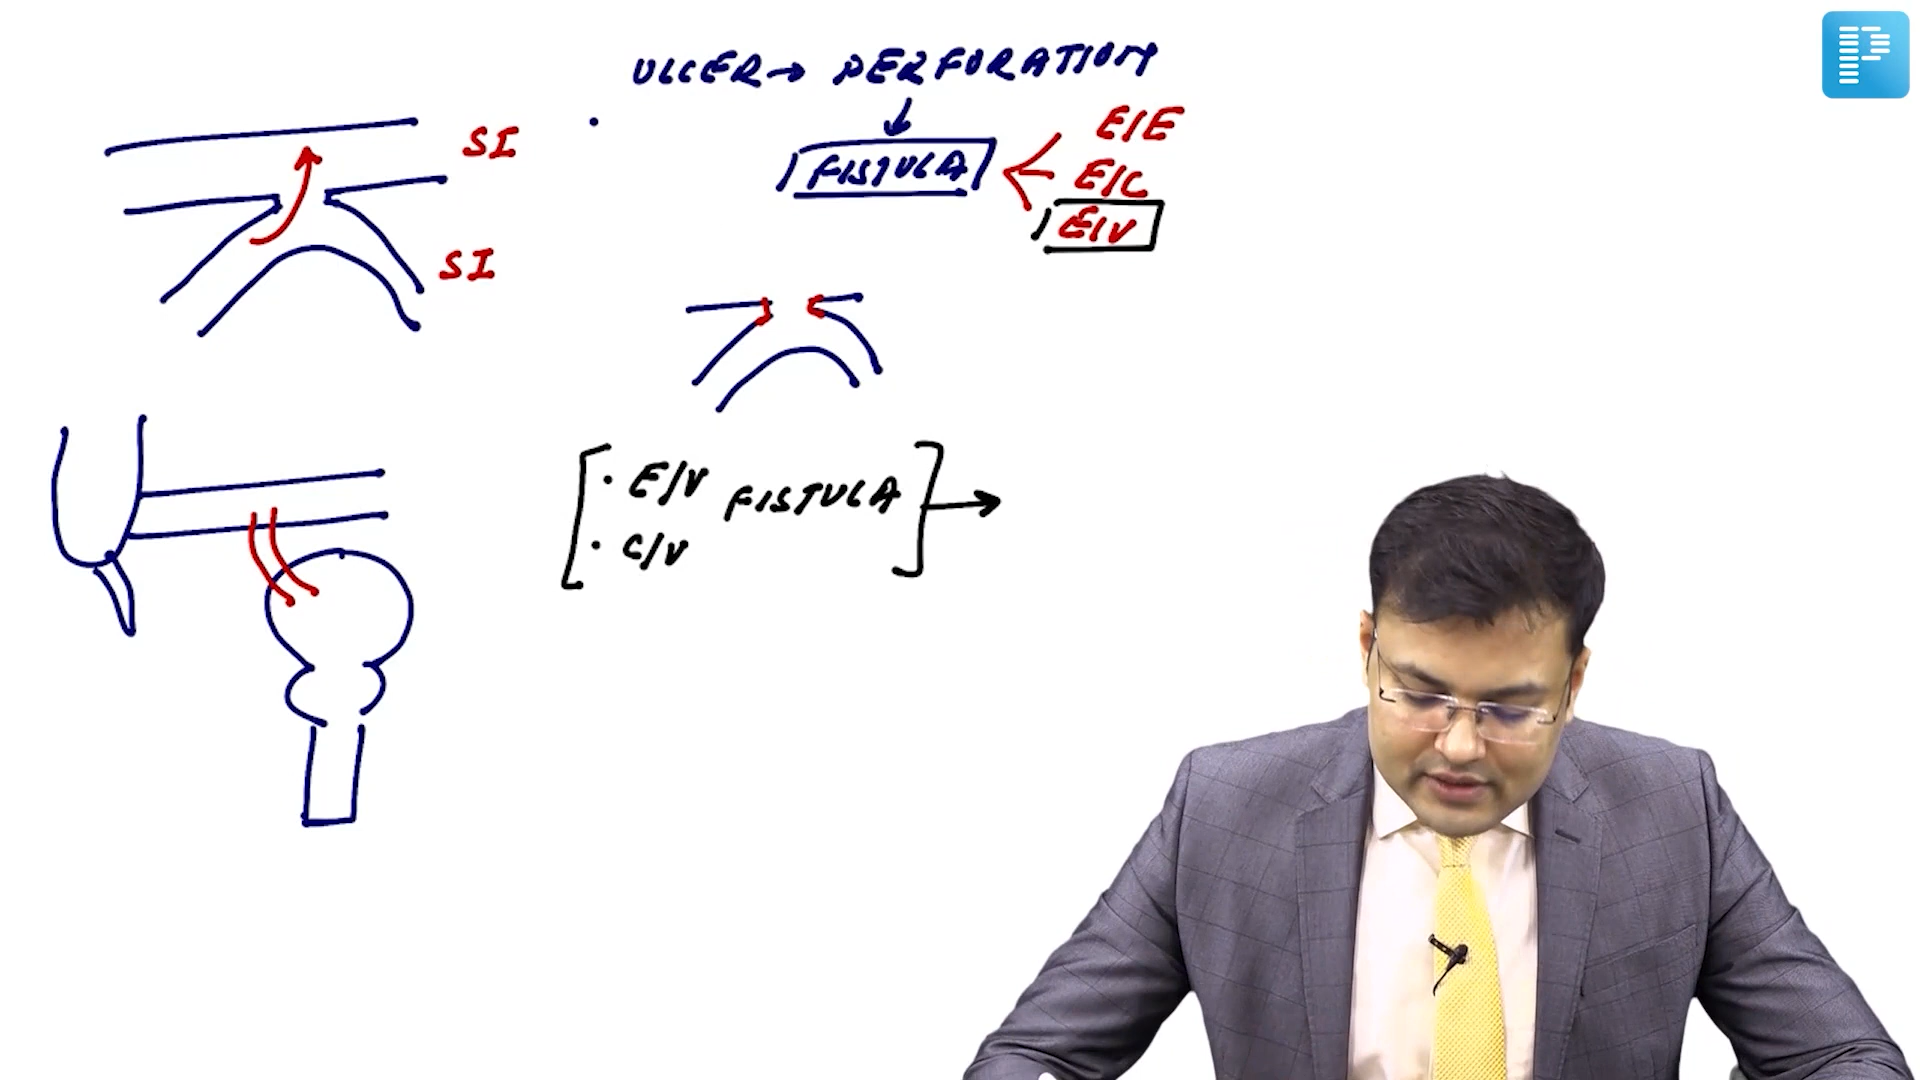 ULCER → PERFORATION
↓
FISTULA
E/E
E/C
E/V
SI
SI
· E/V FISTULA →
· C/V
P